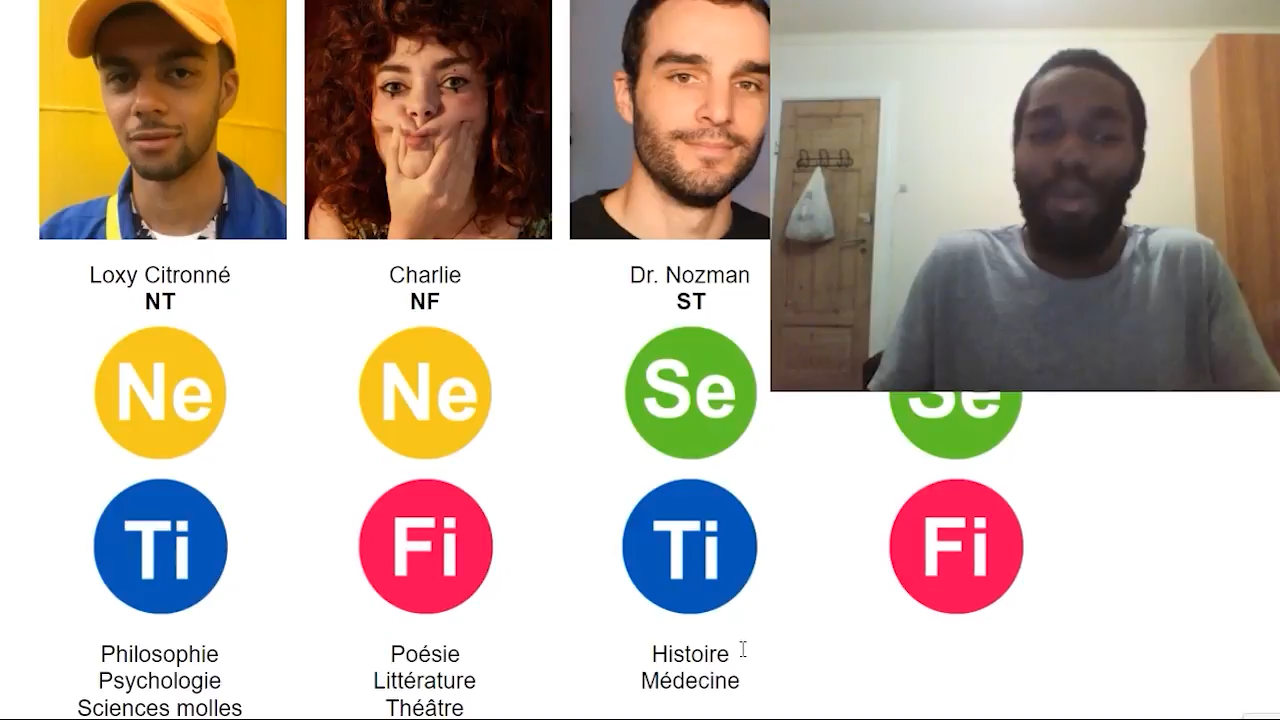 Loxy Citronné
NT
Ne
Ti
Philosophie
Psychologie
Sciences molles
Charlie
NF
Ne
Fi
Poésie
Littérature
Théâtre
Dr. Nozman
ST
Se
Ti
Histoire
Médecine
Se
Fi